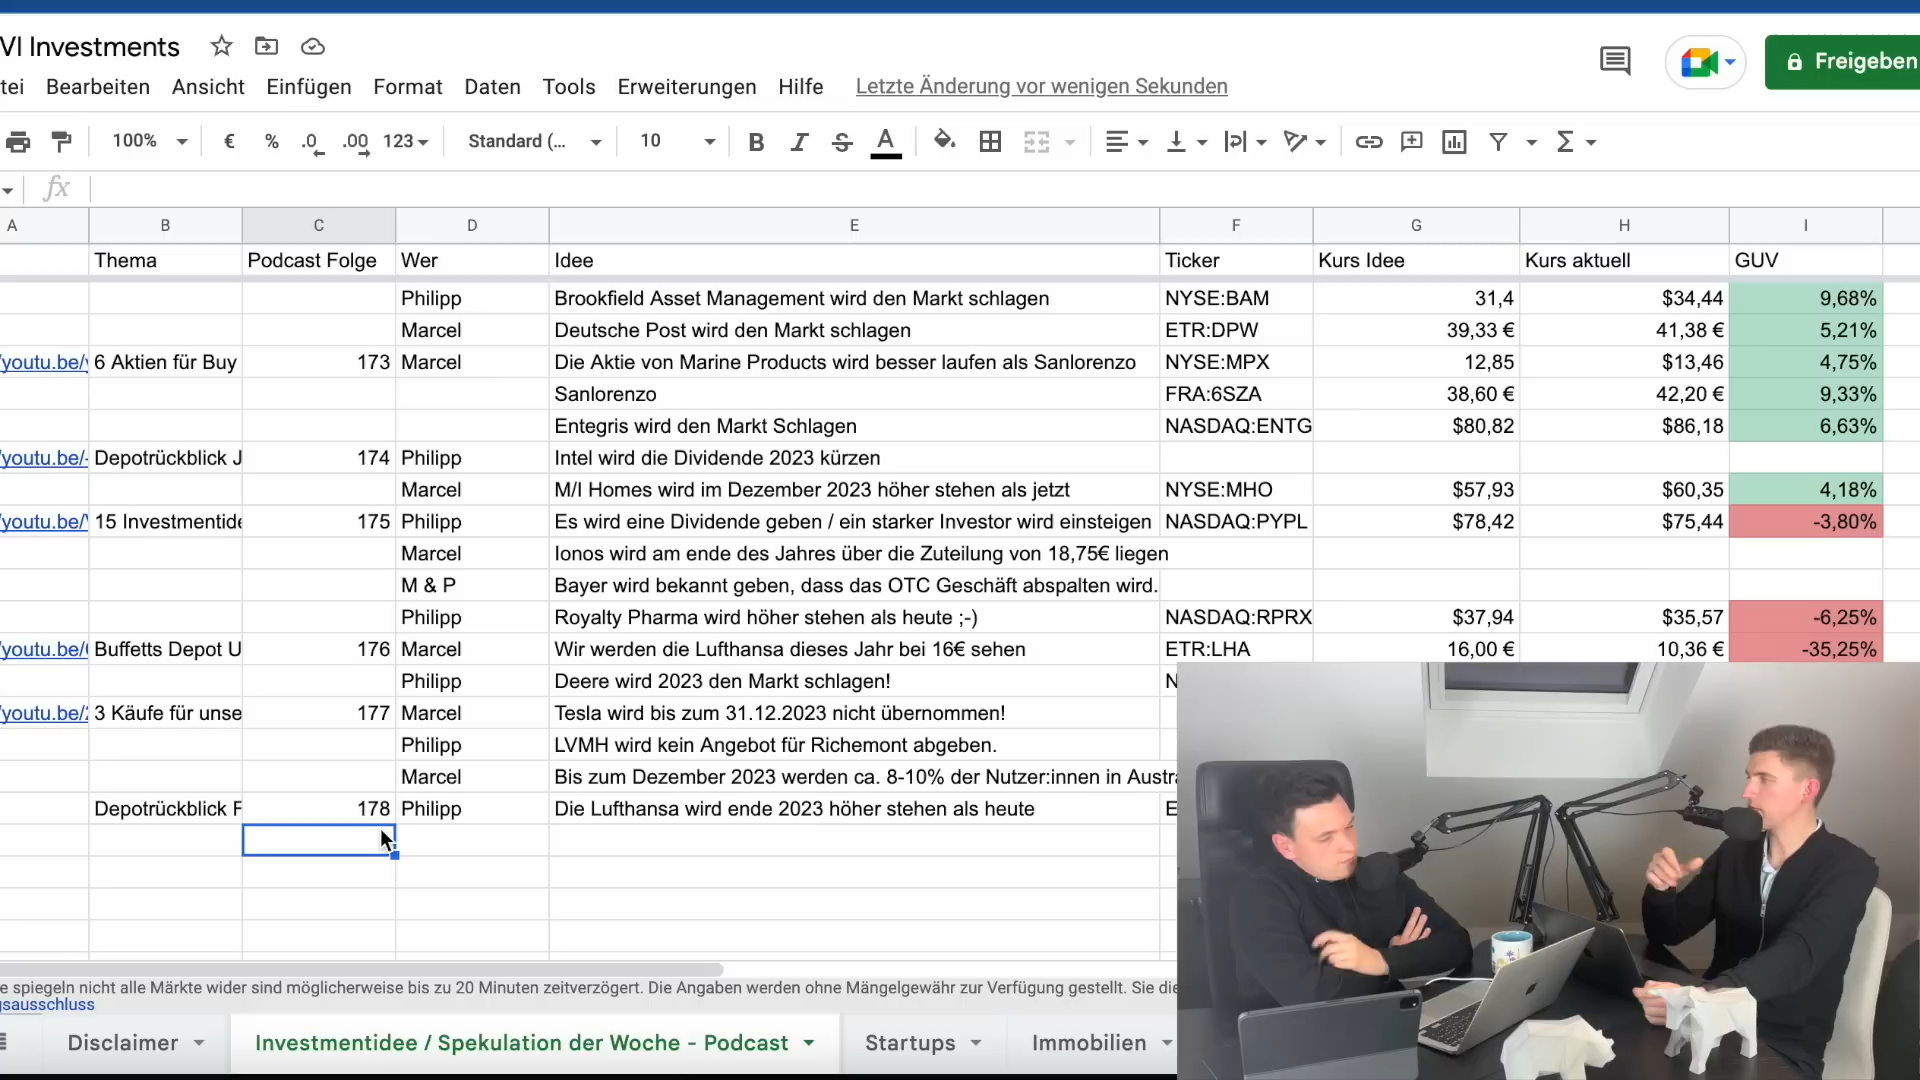 VI Investments
tei Bearbeiten Ansicht Einfügen Format Daten Tools Erweiterungen Hilfe Letzte Änderung vor wenigen Sekunden
Freigeben
100% € % .0 .00 123 Standard (... 10 B I S A
fx
A B C D E F G H I
Thema Podcast Folge Wer Idee Ticker Kurs Idee Kurs aktuell GUV
Philipp Brookfield Asset Management wird den Markt schlagen NYSE:BAM 31,4 $34,44 9,68%
Marcel Deutsche Post wird den Markt schlagen ETR:DPW 39,33 € 41,38 € 5,21%
/youtu.be/y 6 Aktien für Buy 173 Marcel Die Aktie von Marine Products wird besser laufen als Sanlorenzo NYSE:MPX 12,85 $13,46 4,75%
Sanlorenzo FRA:6SZA 38,60 € 42,20 € 9,33%
Entegris wird den Markt Schlagen NASDAQ:ENTG $80,82 $86,18 6,63%
/youtu.be/- Depotrückblick J 174 Philipp Intel wird die Dividende 2023 kürzen
Marcel M/I Homes wird im Dezember 2023 höher stehen als jetzt NYSE:MHO $57,93 $60,35 4,18%
/youtu.be/ 15 Investmentide 175 Philipp Es wird eine Dividende geben / ein starker Investor wird einsteigen NASDAQ:PYPL $78,42 $75,44 -3,80%
Marcel Ionos wird am ende des Jahres über die Zuteilung von 18,75€ liegen
M & P Bayer wird bekannt geben, dass das OTC Geschäft abspalten wird.
Philipp Royalty Pharma wird höher stehen als heute ;-) NASDAQ:RPRX $37,94 $35,57 -6,25%
/youtu.be/ Buffetts Depot U 176 Marcel Wir werden die Lufthansa dieses Jahr bei 16€ sehen ETR:LHA 16,00 € 10,36 € -35,25%
Philipp Deere wird 2023 den Markt schlagen! N
/youtu.be/ 3 Käufe für unse 177 Marcel Tesla wird bis zum 31.12.2023 nicht übernommen!
Philipp LVMH wird kein Angebot für Richemont abgeben.
Marcel Bis zum Dezember 2023 werden ca. 8-10% der Nutzer:innen in Austra
Depotrückblick F 178 Philipp Die Lufthansa wird ende 2023 höher stehen als heute E
e spiegeln nicht alle Märkte wider sind möglicherweise bis zu 20 Minuten zeitverzögert. Die Angaben werden ohne Mängelgewähr zur Verfügung gestellt. Sie die
gsausschluss
Disclaimer Investmentidee / Spekulation der Woche - Podcast Startups Immobilien